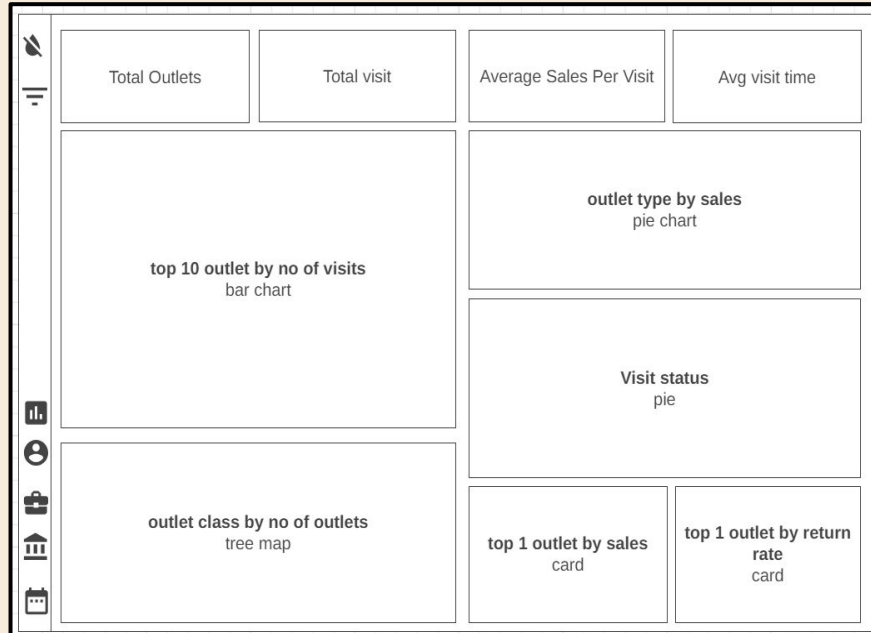 Total Outlets
Total visit
Average Sales Per Visit
Avg visit time
top 10 outlet by no of visits
bar chart
outlet type by sales
pie chart
Visit status
pie
outlet class by no of outlets
tree map
top 1 outlet by sales
card
top 1 outlet by return
rate
card